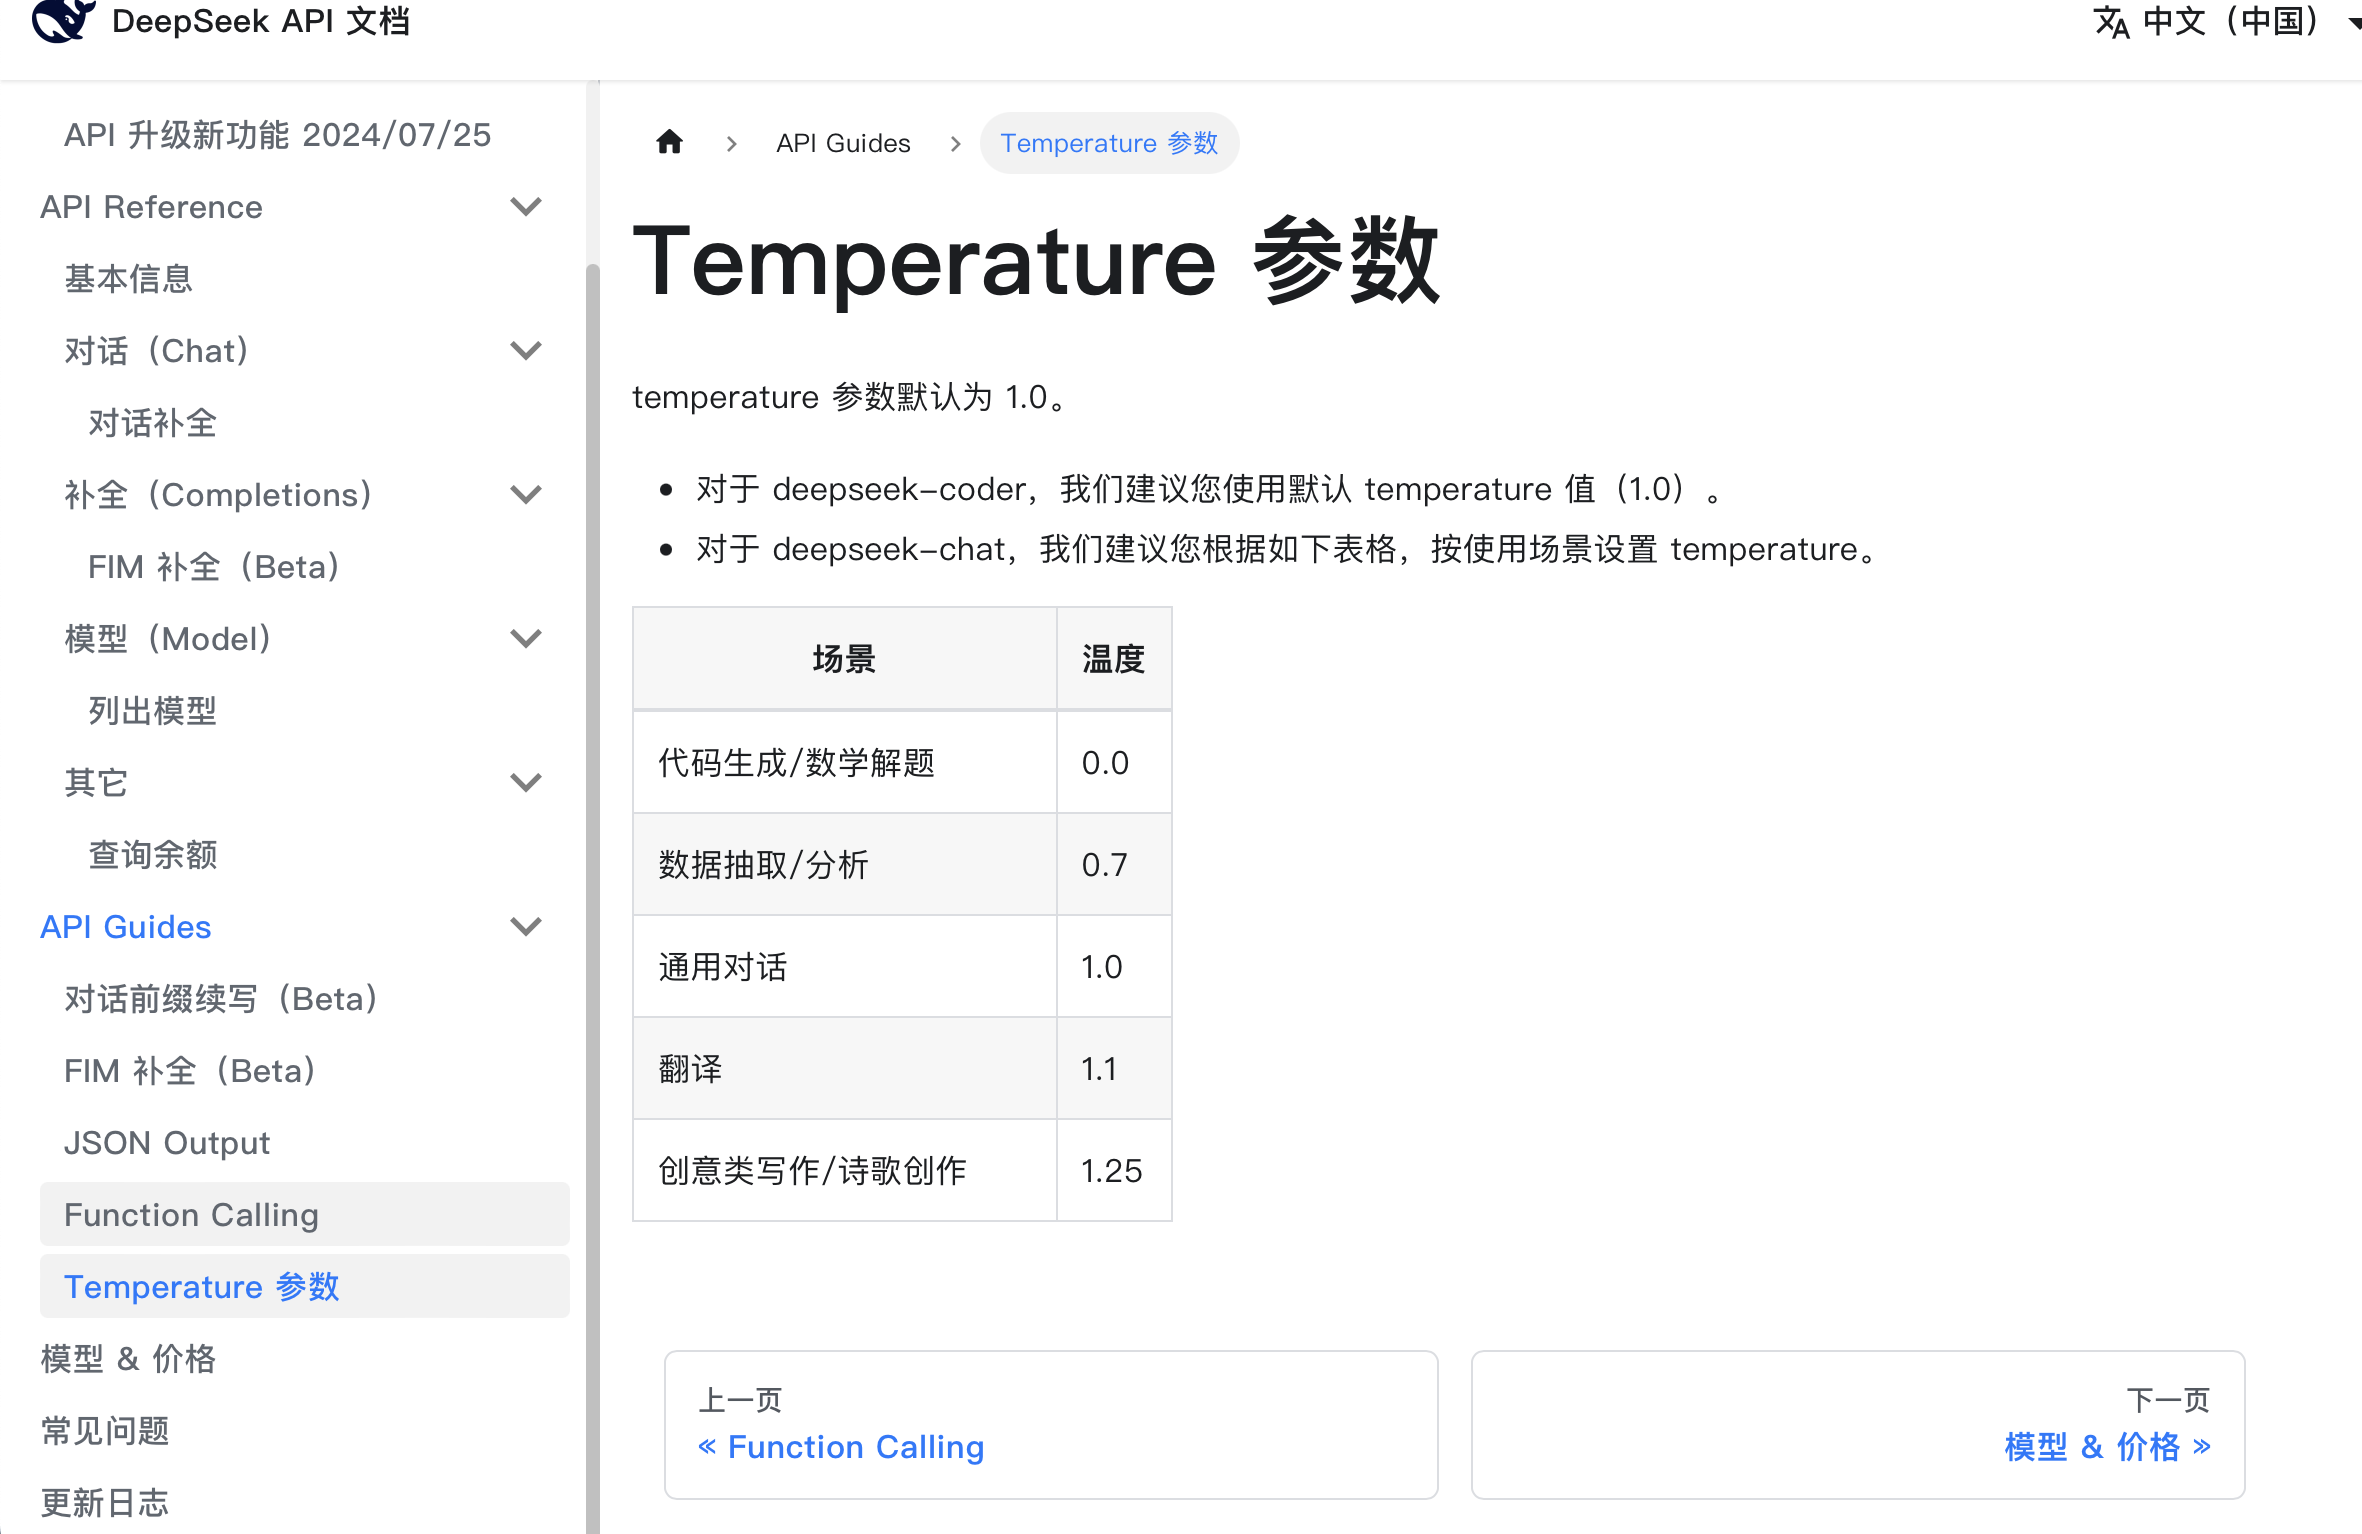 DeepSeek API 文档
中文（中国）
API 升级新功能 2024/07/25
API Reference
基本信息
对话（Chat）
对话补全
补全（Completions）
FIM 补全（Beta）
模型（Model）
列出模型
其它
查询余额
API Guides
对话前缀续写（Beta）
FIM 补全（Beta）
JSON Output
Function Calling
Temperature 参数
模型 & 价格
常见问题
更新日志
API Guides
Temperature 参数
Temperature 参数
temperature 参数默认为 1.0。
对于 deepseek-coder，我们建议您使用默认 temperature 值（1.0） 。
对于 deepseek-chat，我们建议您根据如下表格，按使用场景设置 temperature。
场景 温度
代码生成/数学解题 0.0
数据抽取/分析 0.7
通用对话 1.0
翻译 1.1
创意类写作/诗歌创作 1.25
上一页
« Function Calling
下一页
模型 & 价格 »